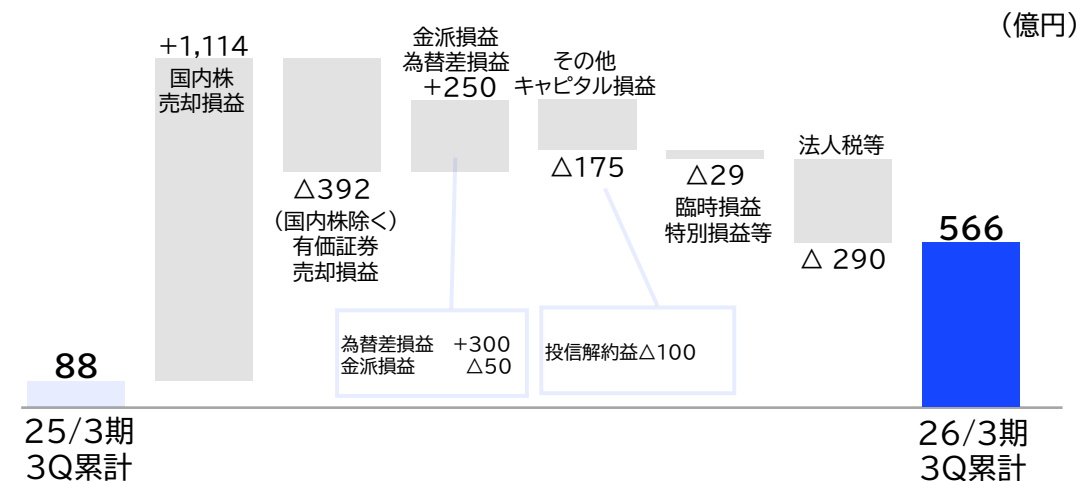 （億円）
+1,114
国内株
売却損益
△392
（国内株除く）
有価証券
売却損益
金派損益
為替差損益
+250
その他
キャピタル損益
△175
△29
臨時損益
特別損益等
法人税等
△ 290
566
為替差損益　+300
金派損益　△50
投信解約益△100
88
25/3期
3Q累計
26/3期
3Q累計